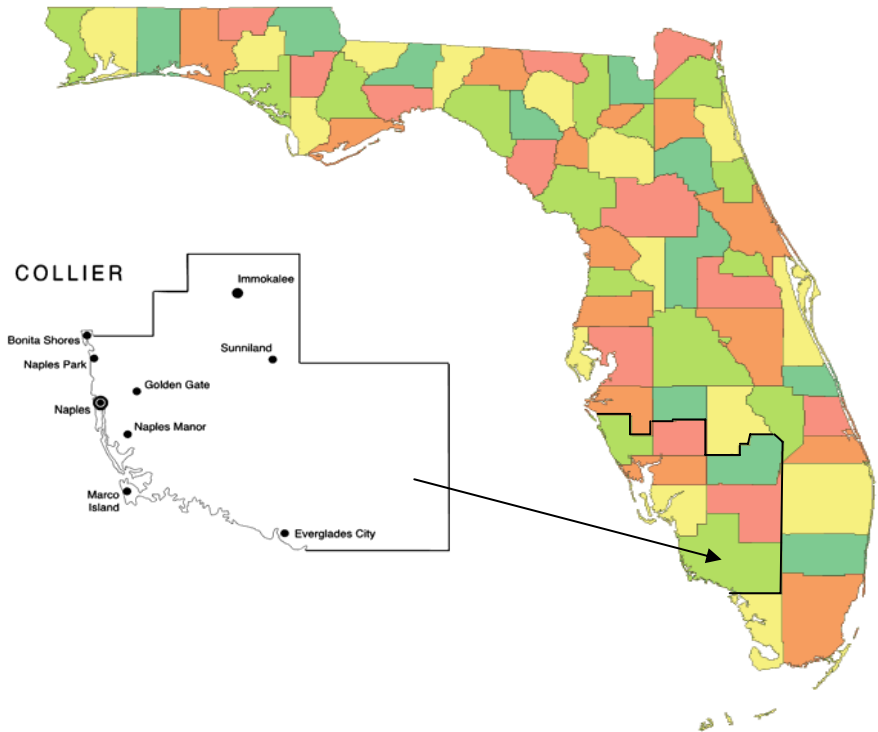 COLLIER
Immokalee
Bonita Shores
Sunniland
Naples Park
Golden Gate
Naples
Naples Manor
Marco
Island
Everglades City